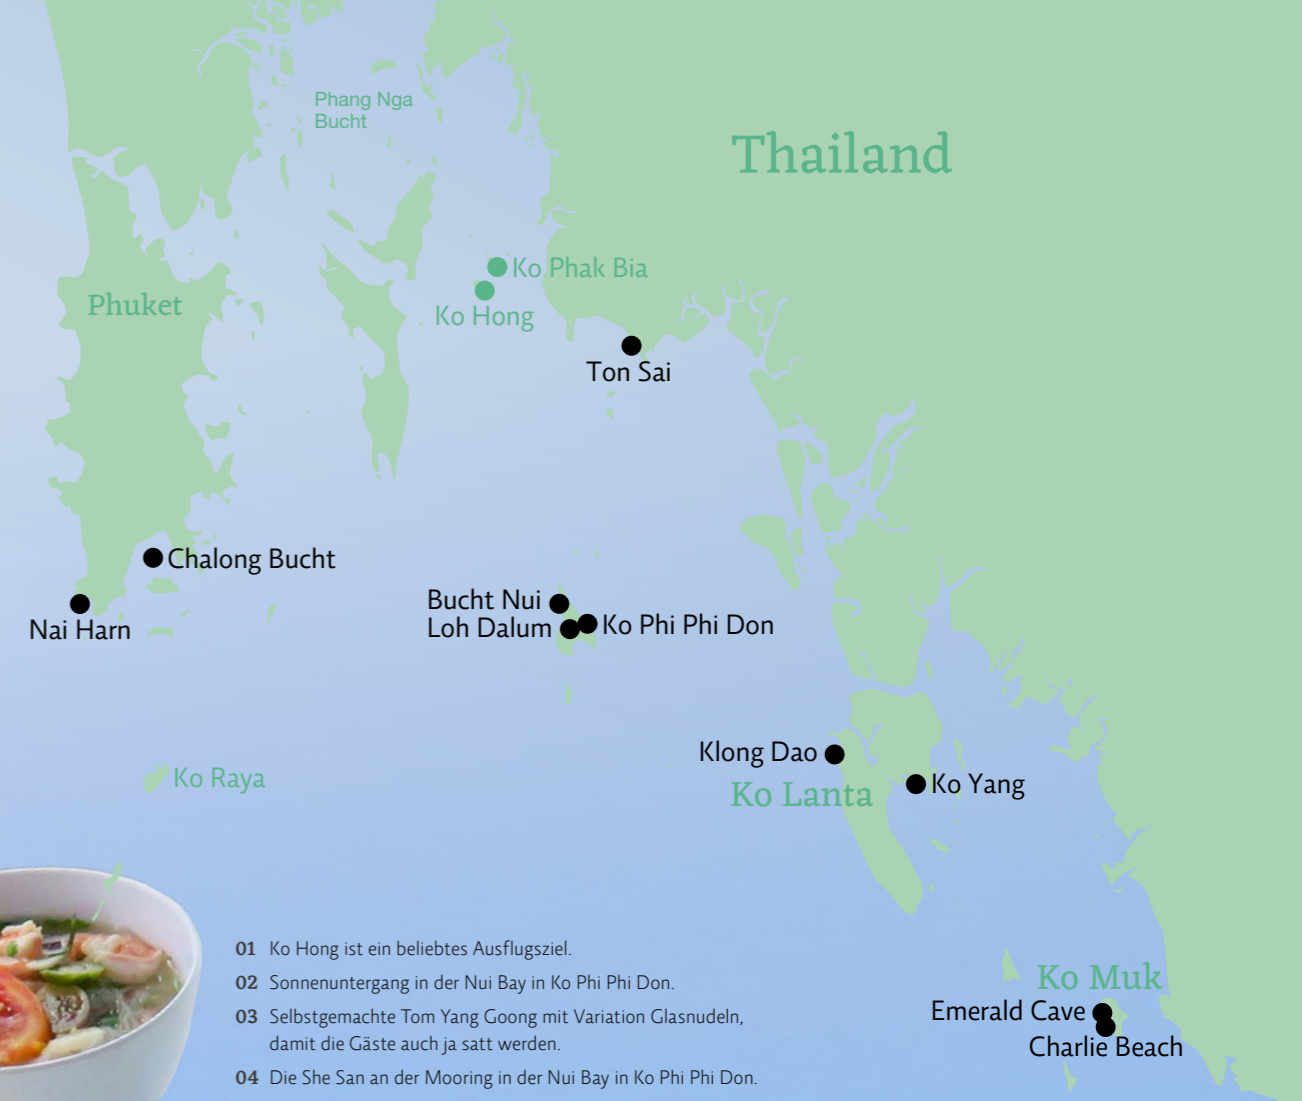 Phang Nga
Bucht
Thailand
Ko Phak Bia
Phuket
Ko Hong
Ton Sai
Chalong Bucht
Bucht Nui
Nai Harn
Loh Dalum
Ko Phi Phi Don
Klong Dao
Ko Raya
Ko Lanta
Ko Yang
01 Ko Hong ist ein beliebtes Ausflugsziel.
02 Sonnenuntergang in der Nui Bay in Ko Phi Phi Don.
03 Selbstgemachte Tom Yang Goong mit Variation Glasnudeln,
damit die Gäste auch ja satt werden.
04 Die She San an der Mooring in der Nui Bay in Ko Phi Phi Don.
Ko Muk
Emerald Cave
Charlie Beach